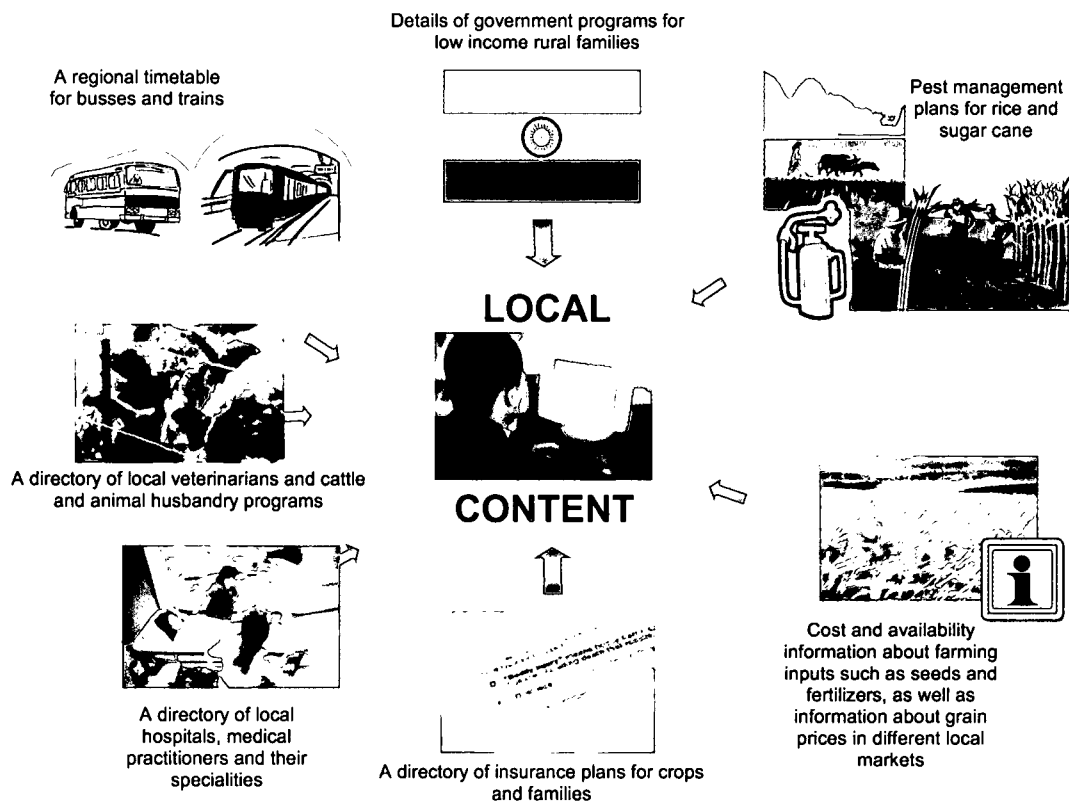 Details of government programs for
low income rural families
A regional timetable
for busses and trains
Pest management
plans for rice and
sugar cane
LOCAL
CONTENT
A directory of local veterinarians and cattle
and animal husbandry programs
Cost and availability
information about farming
inputs such as seeds and
fertilizers, as well as
information about grain
prices in different local
markets
A directory of local
hospitals, medical
practitioners and their
specialities
A directory of insurance plans for crops
and families